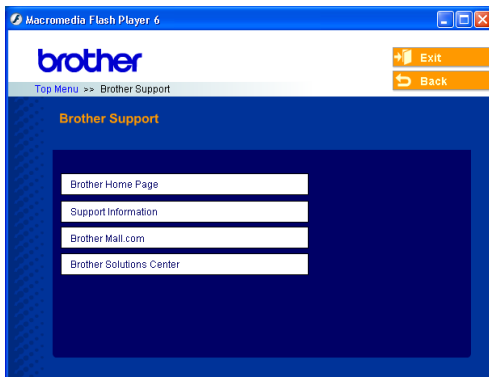 Macromedia Flash Player 6
brother
Exit
Top Menu >> Brother Support
Back
Brother Support
Brother Home Page
Support Information
Brother Mall.com
Brother Solutions Center